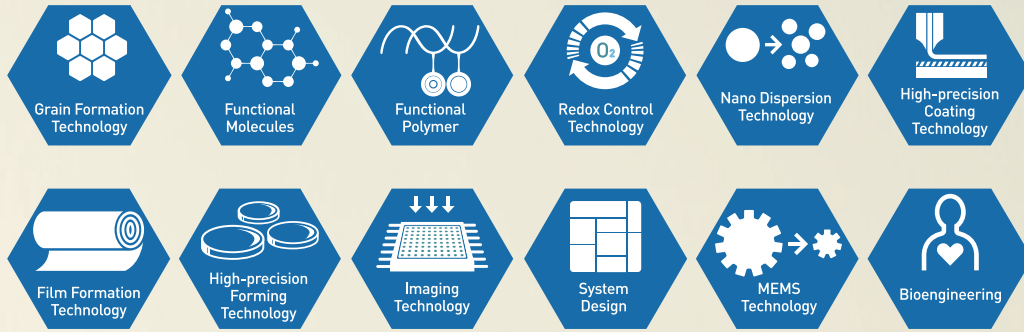 Grain Formation
Technology
Functional
Molecules
Functional
Polymer
O₂
Redox Control
Technology
Nano Dispersion
Technology
High-precision
Coating
Technology
Film Formation
Technology
High-precision
Forming
Technology
Imaging
Technology
System
Design
MEMS
Technology
Bioengineering